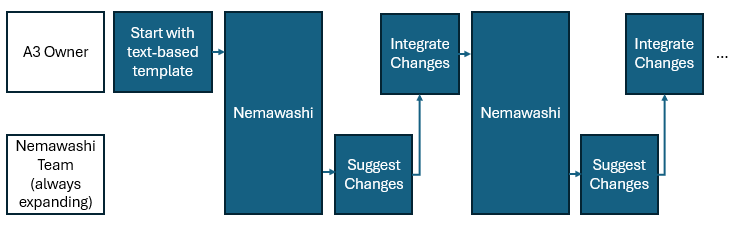 A3 Owner
Start with
text-based
template
Nemawashi
Integrate
Changes
Nemawashi
Integrate
Changes
...
Nemawashi
Team
(always
expanding)
Suggest
Changes
Suggest
Changes